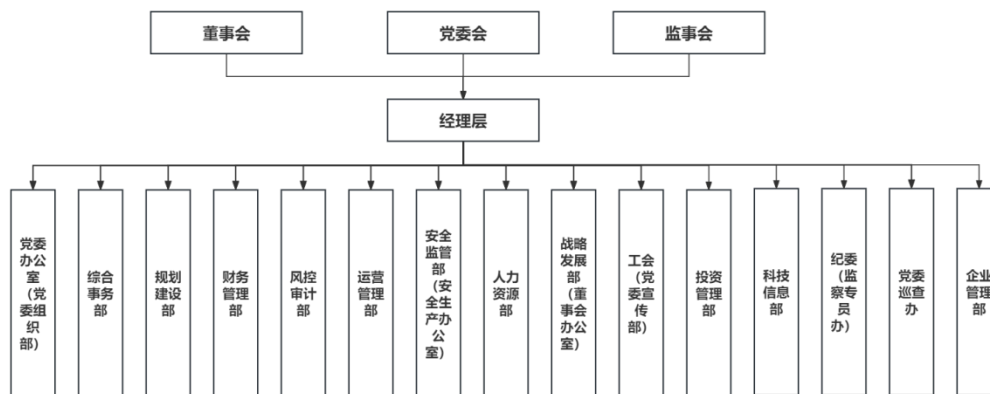 董事会
党委会
监事会
经理层
党委
办公
室
（党
委组
织
部）
综合
事务
部
规划
建设
部
财务
管理
部
风控
审计
部
运营
管理
部
安全
监管
部
（安
全生
产办
公
室）
人力
资源
部
战略
发展
部
（董
事会
办公
室）
工会
（党
委宣
传
部）
投资
管理
部
科技
信息
部
纪委
（监
察专
员
办）
党委
巡查
办
企业
管理
部